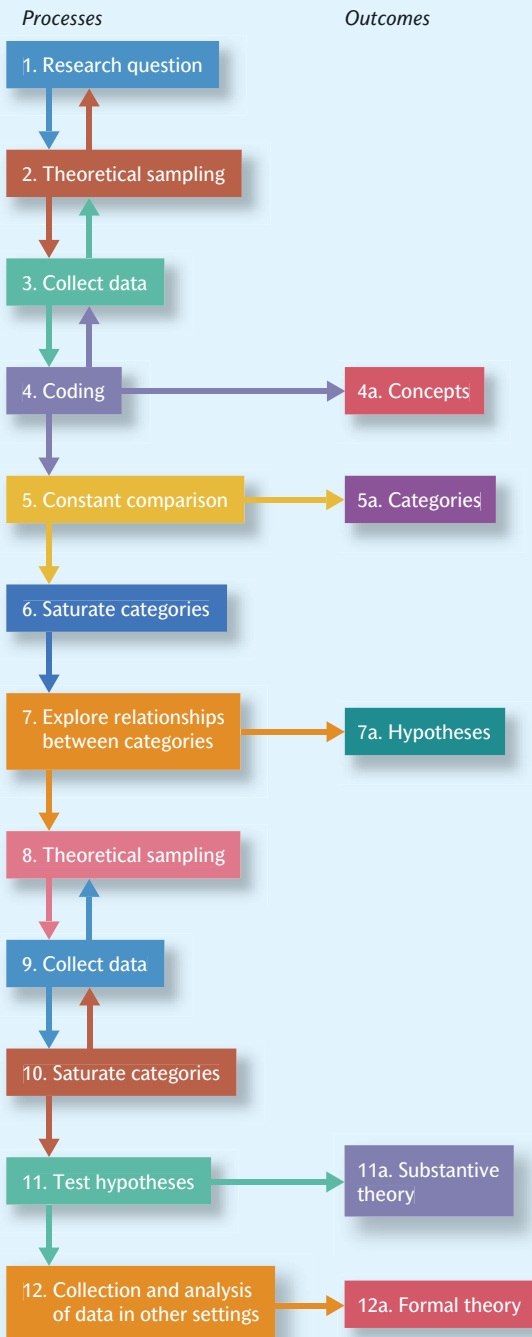 Processes
Outcomes
1. Research question
2. Theoretical sampling
3. Collect data
4. Coding
4a. Concepts
5. Constant comparison
5a. Categories
6. Saturate categories
7. Explore relationships
between categories
7a. Hypotheses
8. Theoretical sampling
9. Collect data
10. Saturate categories
11. Test hypotheses
11a. Substantive
theory
12. Collection and analysis
of data in other settings
12a. Formal theory